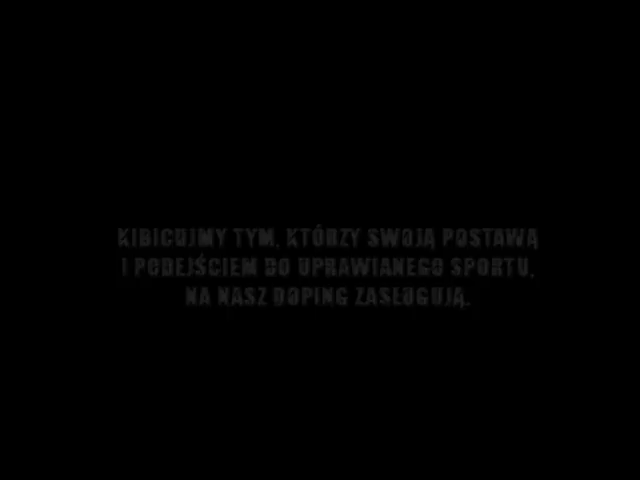 KIBICUJMY TYM, KTÓRZY SWOJĄ POSTAWĄ
I PODEJŚCIEM DO UPRAWIANEGO SPORTU,
NA NASZ DOPING ZASŁUGUJĄ.